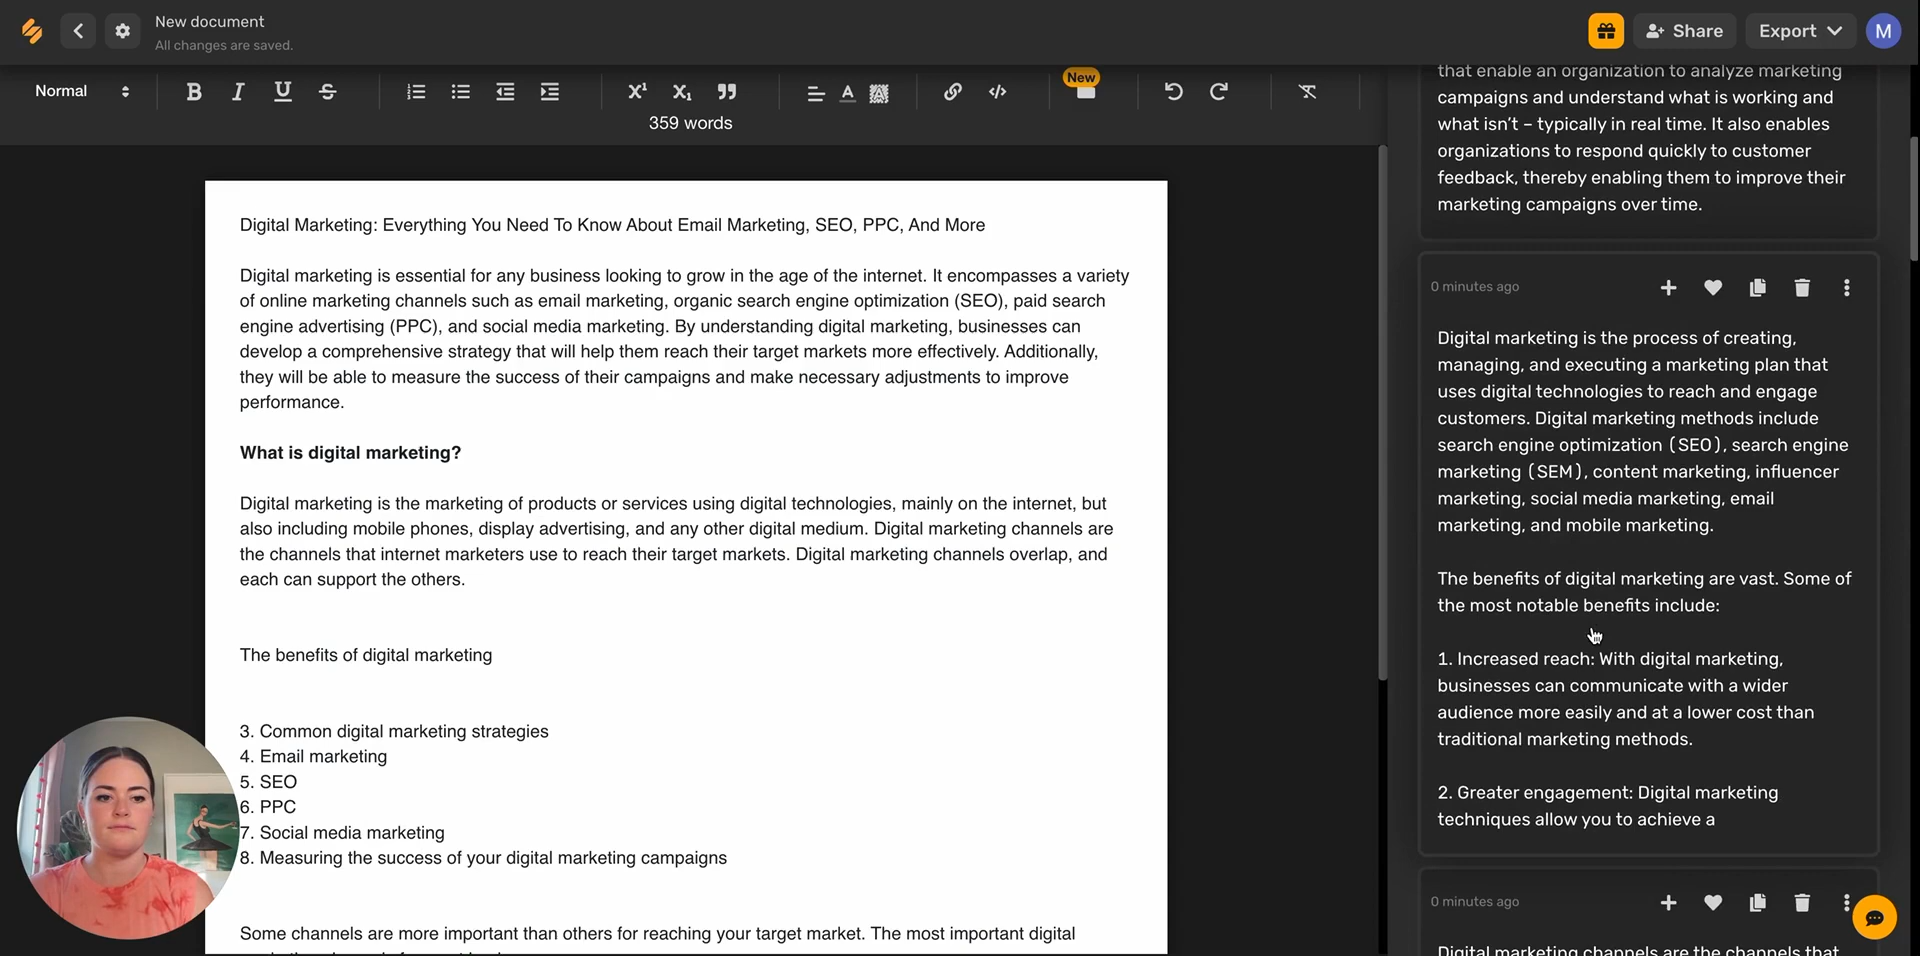 New document
All changes are saved.
Share
Export
M
Normal
New
359 words
Digital Marketing: Everything You Need To Know About Email Marketing, SEO, PPC, And More
Digital marketing is essential for any business looking to grow in the age of the internet. It encompasses a variety
of online marketing channels such as email marketing, organic search engine optimization (SEO), paid search
engine advertising (PPC), and social media marketing. By understanding digital marketing, businesses can
develop a comprehensive strategy that will help them reach their target markets more effectively. Additionally,
they will be able to measure the success of their campaigns and make necessary adjustments to improve
performance.
What is digital marketing?
Digital marketing is the marketing of products or services using digital technologies, mainly on the internet, but
also including mobile phones, display advertising, and any other digital medium. Digital marketing channels are
the channels that internet marketers use to reach their target markets. Digital marketing channels overlap, and
each can support the others.
The benefits of digital marketing
3. Common digital marketing strategies
4. Email marketing
5. SEO
6. PPC
7. Social media marketing
8. Measuring the success of your digital marketing campaigns
Some channels are more important than others for reaching your target market. The most important digital
that enable an organization to analyze marketing
campaigns and understand what is working and
what isn't – typically in real time. It also enables
organizations to respond quickly to customer
feedback, thereby enabling them to improve their
marketing campaigns over time.
0 minutes ago
Digital marketing is the process of creating,
managing, and executing a marketing plan that
uses digital technologies to reach and engage
customers. Digital marketing methods include
search engine optimization (SEO), search engine
marketing (SEM), content marketing, influencer
marketing, social media marketing, email
marketing, and mobile marketing.
The benefits of digital marketing are vast. Some of
the most notable benefits include:
1. Increased reach: With digital marketing,
businesses can communicate with a wider
audience more easily and at a lower cost than
traditional marketing methods.
2. Greater engagement: Digital marketing
techniques allow you to achieve a
0 minutes ago
Digital marketing channels are the channels that